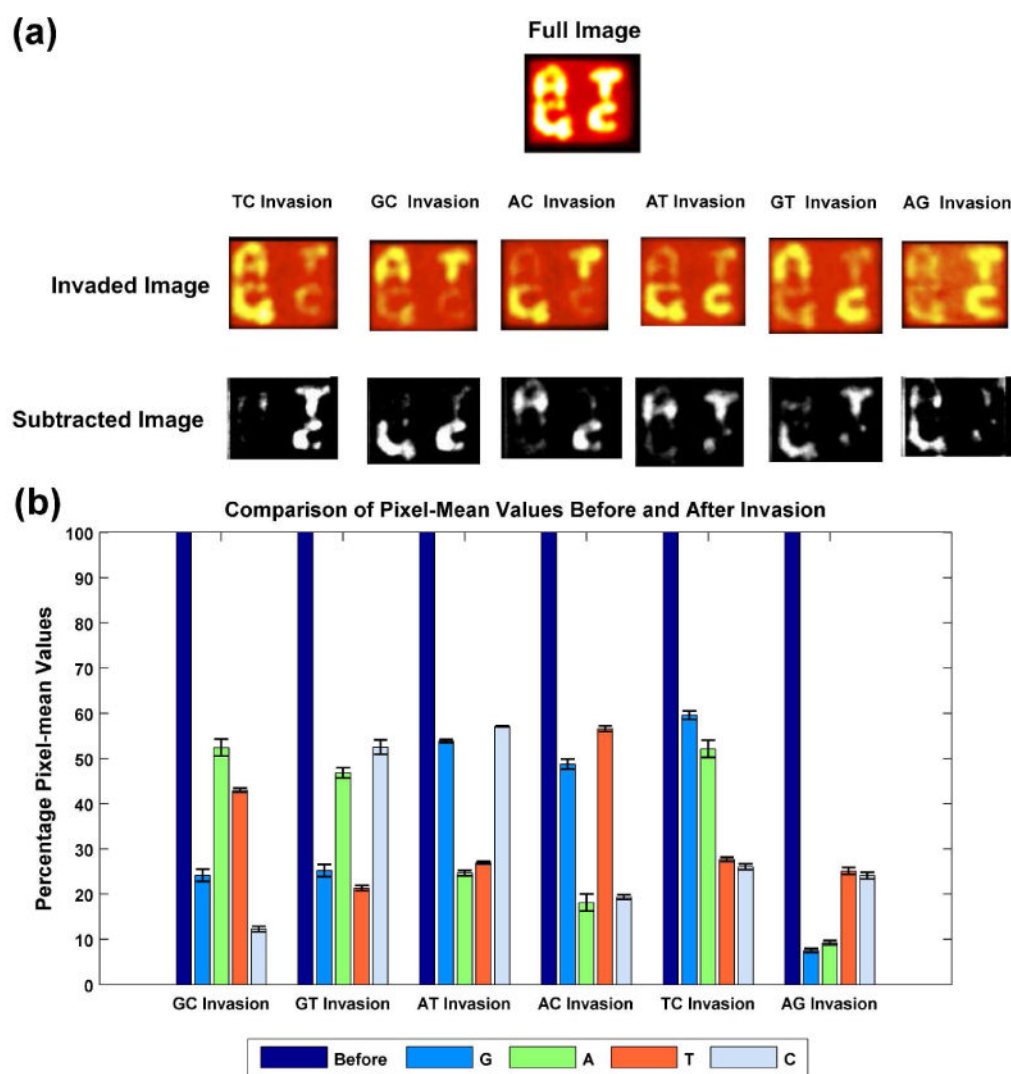 (a)
Full Image
A T
G C
TC Invasion GC Invasion AC Invasion AT Invasion GT Invasion AG Invasion
Invaded Image
A T A T A T A T A T A T
G C G C G C G C G C G C
Subtracted Image
(b)
Comparison of Pixel-Mean Values Before and After Invasion
Percentage Pixel-mean Values
100
90
80
70
60
50
40
30
20
10
0
GC Invasion GT Invasion AT Invasion AC Invasion TC Invasion AG Invasion
Before G A T C